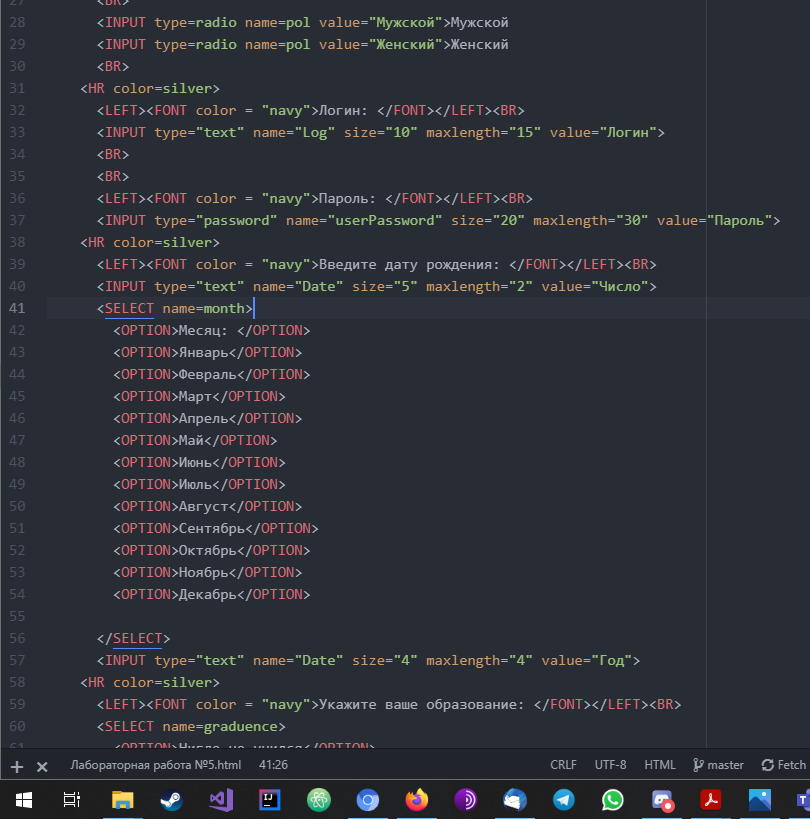 27 <BR>
28 <INPUT type=radio name=pol value="Мужской">Мужской
29 <INPUT type=radio name=pol value="Женский">Женский
30 <BR>
31 <HR color=silver>
32 <LEFT><FONT color = "navy">Логин: </FONT></LEFT><BR>
33 <INPUT type="text" name="Log" size="10" maxlength="15" value="Логин">
34 <BR>
35 <BR>
36 <LEFT><FONT color = "navy">Пароль: </FONT></LEFT><BR>
37 <INPUT type="password" name="userPassword" size="20" maxlength="30" value="Пароль">
38 <HR color=silver>
39 <LEFT><FONT color = "navy">Введите дату рождения: </FONT></LEFT><BR>
40 <INPUT type="text" name="Date" size="5" maxlength="2" value="Число">
41 <SELECT name=month>
42 <OPTION>Месяц: </OPTION>
43 <OPTION>Январь</OPTION>
44 <OPTION>Февраль</OPTION>
45 <OPTION>Март</OPTION>
46 <OPTION>Апрель</OPTION>
47 <OPTION>Май</OPTION>
48 <OPTION>Июнь</OPTION>
49 <OPTION>Июль</OPTION>
50 <OPTION>Август</OPTION>
51 <OPTION>Сентябрь</OPTION>
52 <OPTION>Октябрь</OPTION>
53 <OPTION>Ноябрь</OPTION>
54 <OPTION>Декабрь</OPTION>
55
56 </SELECT>
57 <INPUT type="text" name="Date" size="4" maxlength="4" value="Год">
58 <HR color=silver>
59 <LEFT><FONT color = "navy">Укажите ваше образование: </FONT></LEFT><BR>
60 <SELECT name=graduence>
61 <OPTION>Нигде не учился</OPTION>
Лабораторная работа №5.html 41:26 CRLF UTF-8 HTML master Fetch